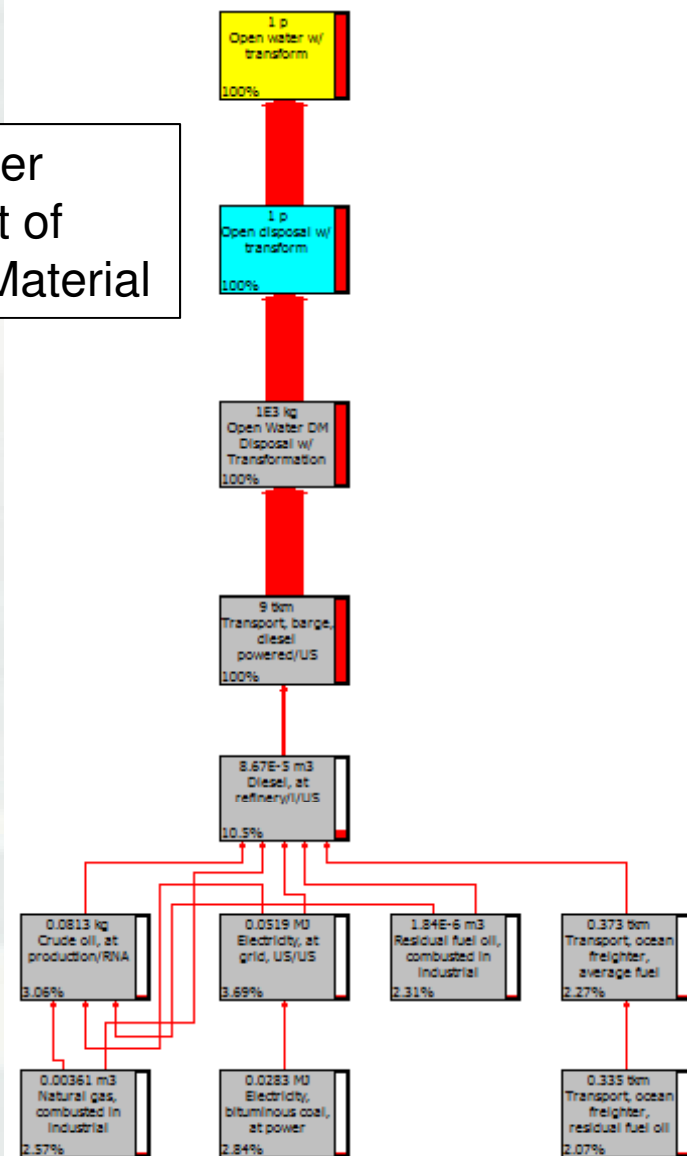 1 p
Open water w/
transform
100%
er
t of
Material
1 p
Open disposal w/
transform
100%
1E3 kg
Open Water DM
Disposal w/
Transformation
100%
9 tkm
Transport, barge,
diesel
powered/US
100%
8.67E-5 m3
Diesel, at
refinery/l/US
10.5%
0.0813 kg
Crude oil, at
production/RNA
3.06%
0.0519 MJ
Electricity, at
grid, US/US
3.69%
1.84E-6 m3
Residual fuel oil,
combusted in
industrial
2.31%
0.373 tkm
Transport, ocean
freighter,
average fuel
2.27%
0.00361 m3
Natural gas,
combusted in
industrial
2.57%
0.0283 MJ
Electricity,
bituminous coal,
at power
2.84%
0.335 tkm
Transport, ocean
freighter,
residual fuel oil
2.07%